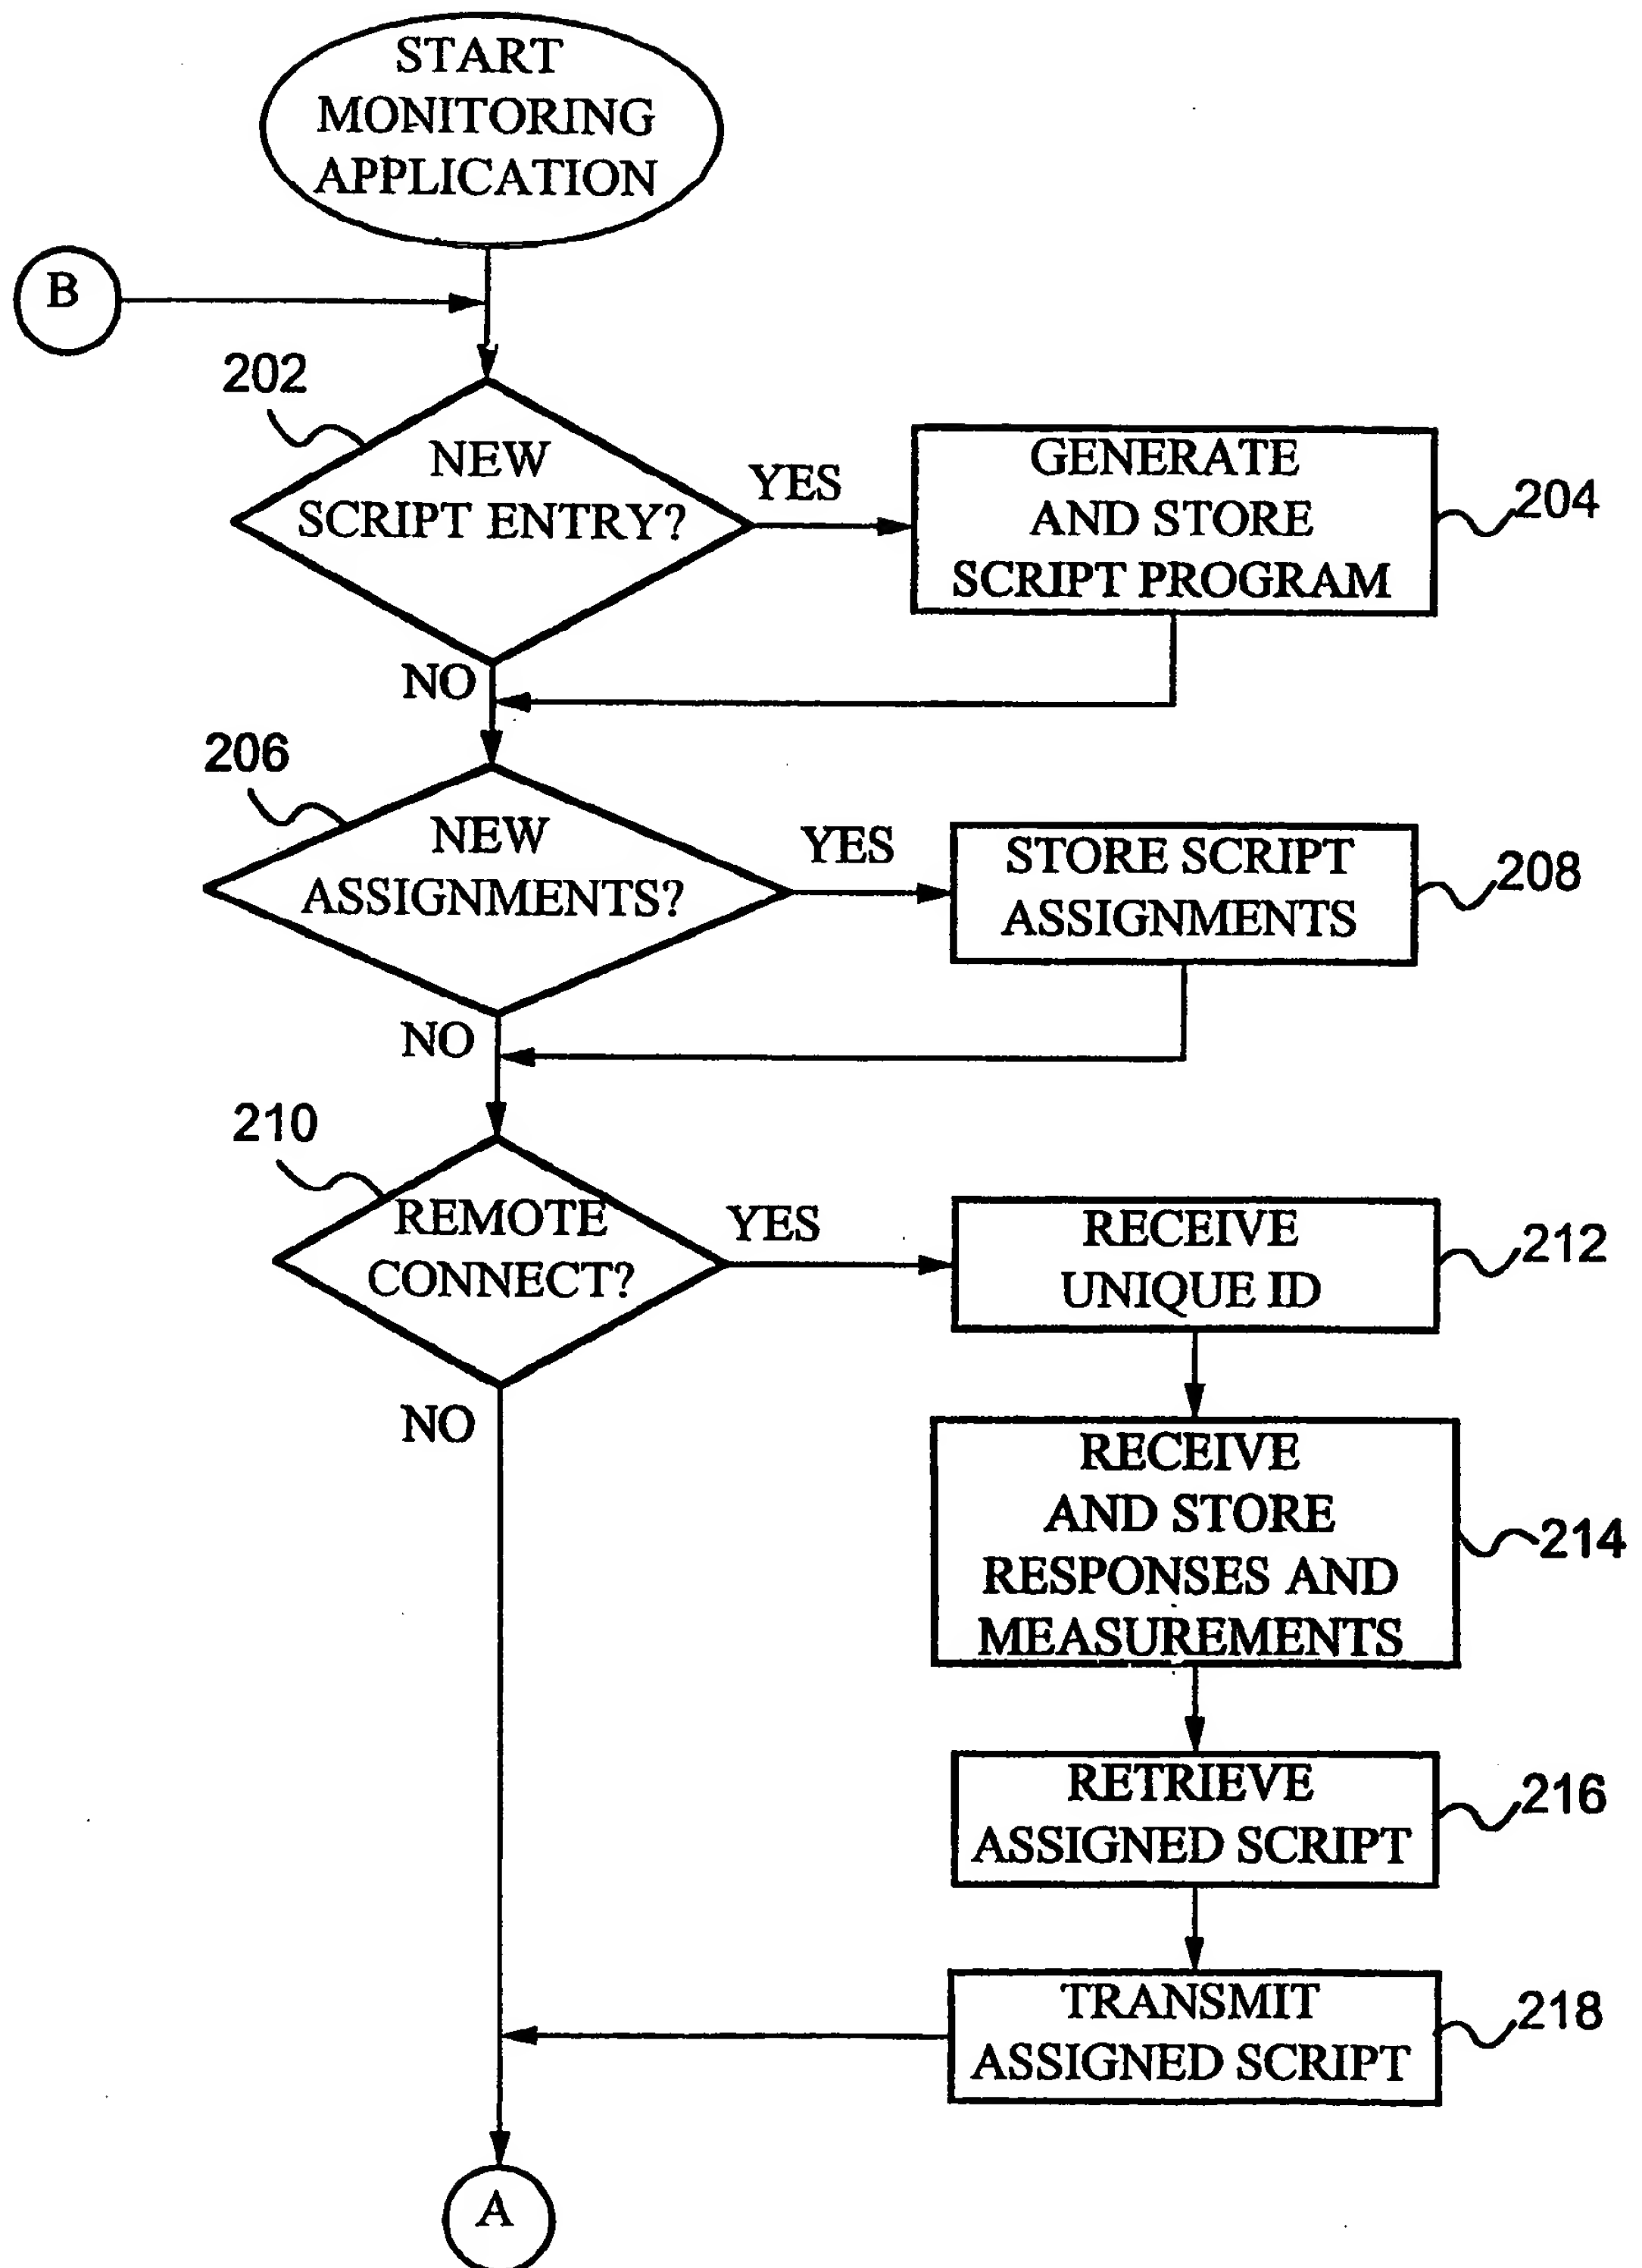 START
MONITORING
APPLICATION
B
202
NEW
SCRIPT ENTRY?
YES
GENERATE
AND STORE
SCRIPT PROGRAM
204
NO
206
NEW
ASSIGNMENTS?
YES
STORE SCRIPT
ASSIGNMENTS
208
NO
210
REMOTE
CONNECT?
YES
RECEIVE
UNIQUE ID
212
NO
RECEIVE
AND STORE
RESPONSES AND
MEASUREMENTS
214
RETRIEVE
ASSIGNED SCRIPT
216
TRANSMIT
ASSIGNED SCRIPT
218
A